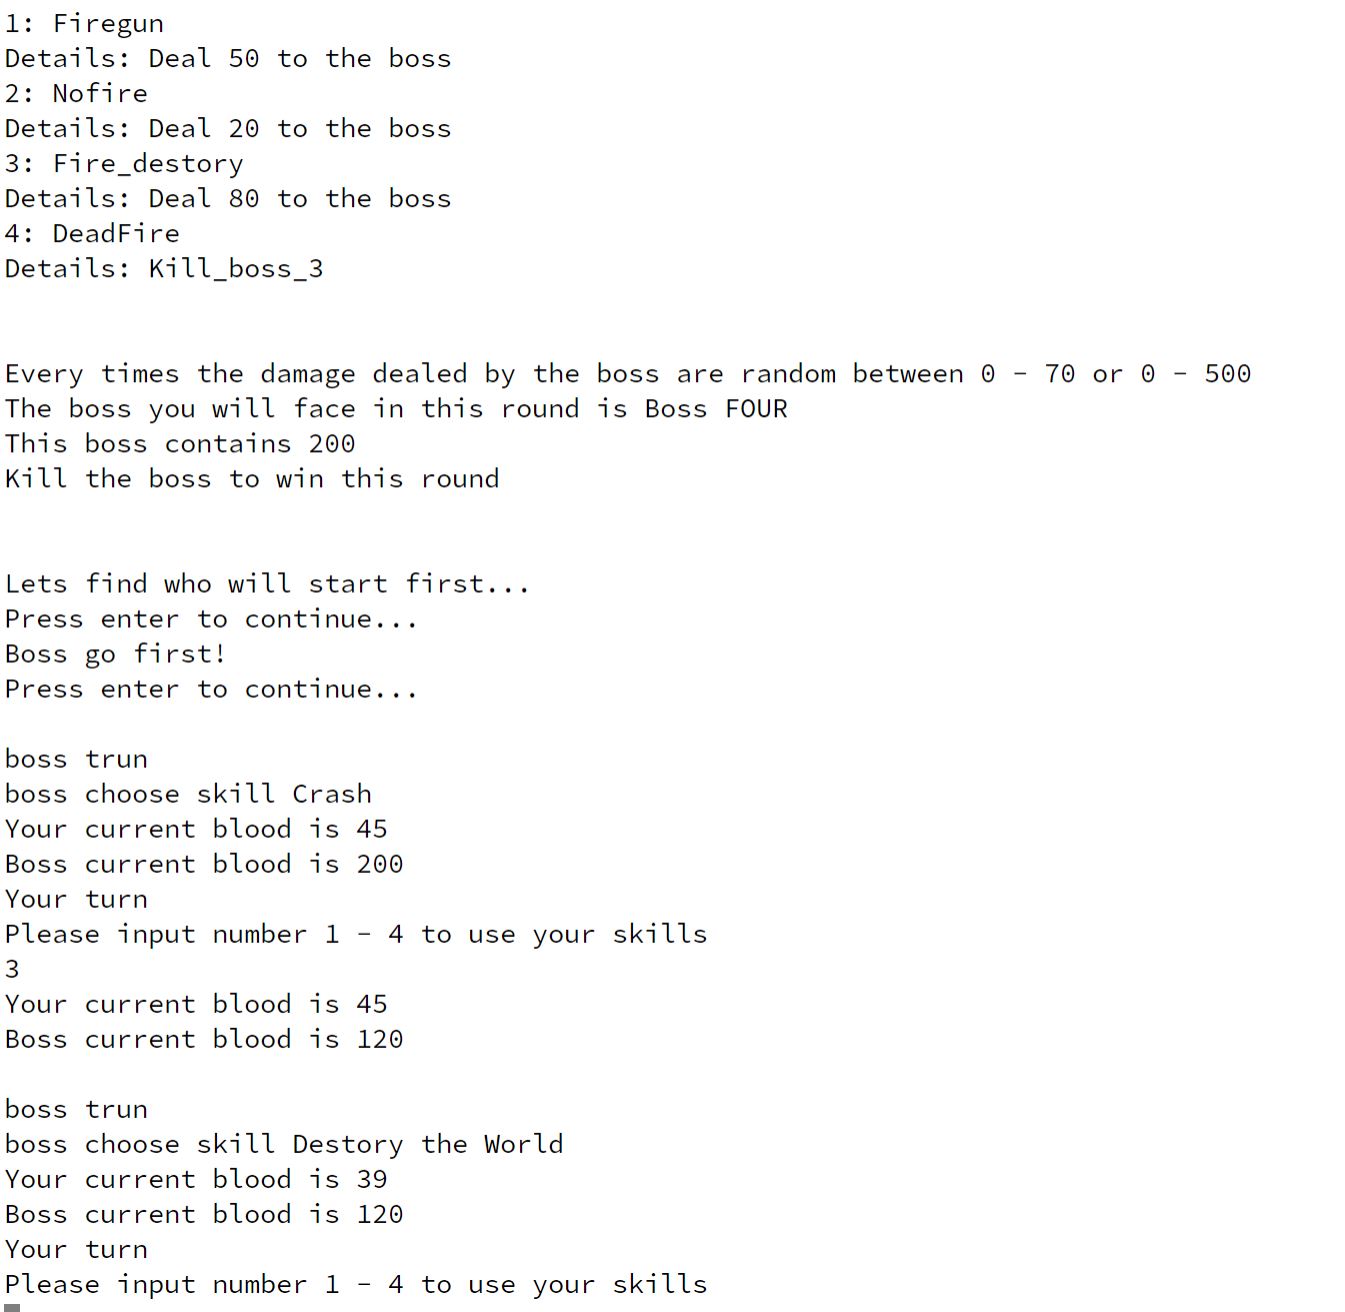 1: Firegun
Details: Deal 50 to the boss
2: Nofire
Details: Deal 20 to the boss
3: Fire_destory
Details: Deal 80 to the boss
4: DeadFire
Details: Kill_boss_3
Every times the damage dealed by the boss are random between 0 - 70 or 0 - 500
The boss you will face in this round is Boss FOUR
This boss contains 200
Kill the boss to win this round
Lets find who will start first...
Press enter to continue...
Boss go first!
Press enter to continue...
boss trun
boss choose skill Crash
Your current blood is 45
Boss current blood is 200
Your turn
Please input number 1 - 4 to use your skills
3
Your current blood is 45
Boss current blood is 120
boss trun
boss choose skill Destory the World
Your current blood is 39
Boss current blood is 120
Your turn
Please input number 1 - 4 to use your skills